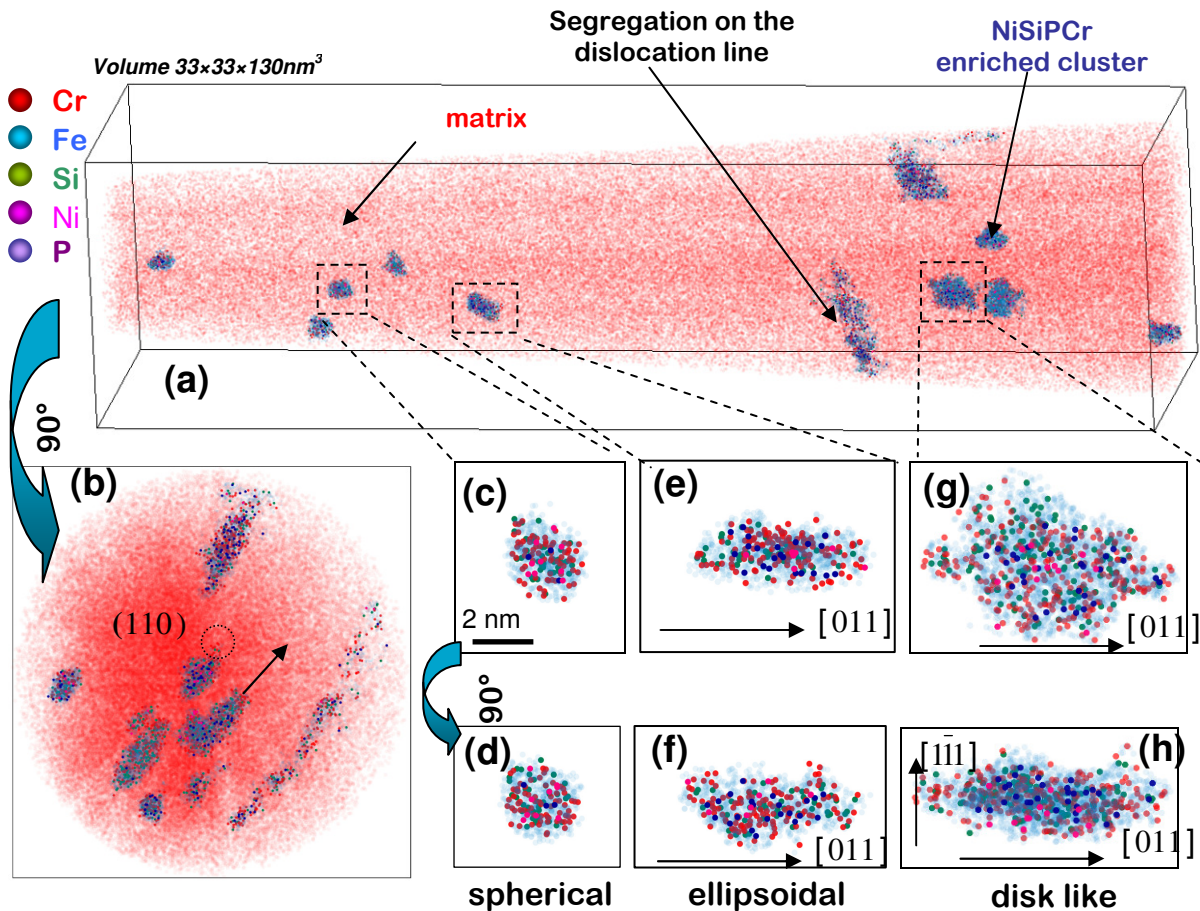 Segregation on the
dislocation line
NiSiPCr
enriched cluster
Volume 33×33×130nm³
Cr
Fe
Si
Ni
P
matrix
(a)
90°
(b)
(110)
(c)
2 nm
(e)
[011]
(g)
[011]
90°
(d)
(f)
[011]
(h)
[11̄1]
[011]
spherical
ellipsoidal
disk like